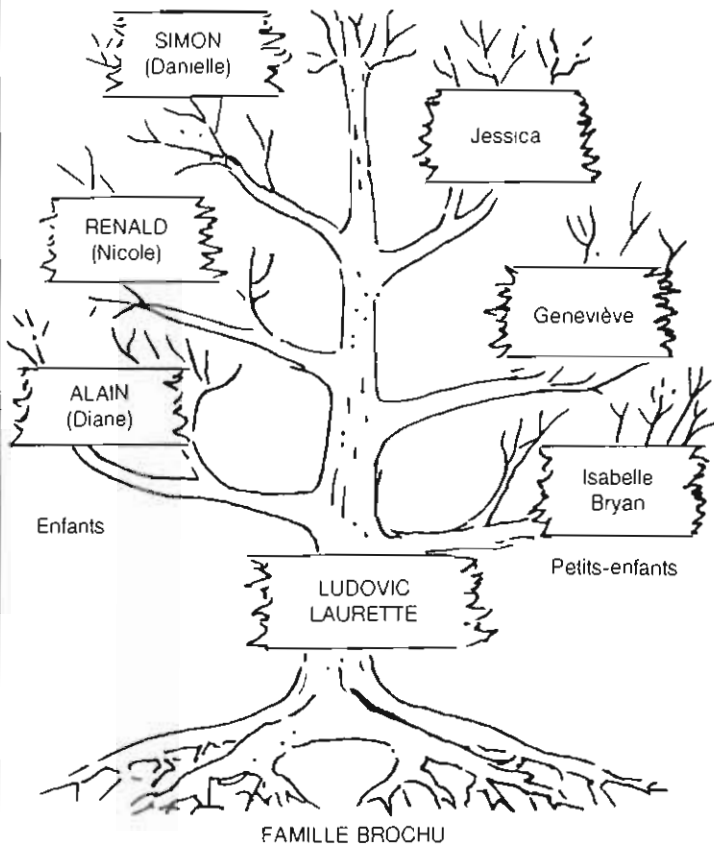 SIMON
(Danielle)
Jessica
RENALD
(Nicole)
Geneviève
ALAIN
(Diane)
Isabelle
Bryan
Enfants
Petits-enfants
LUDOVIC
LAURETTE
FAMILLE BROCHU